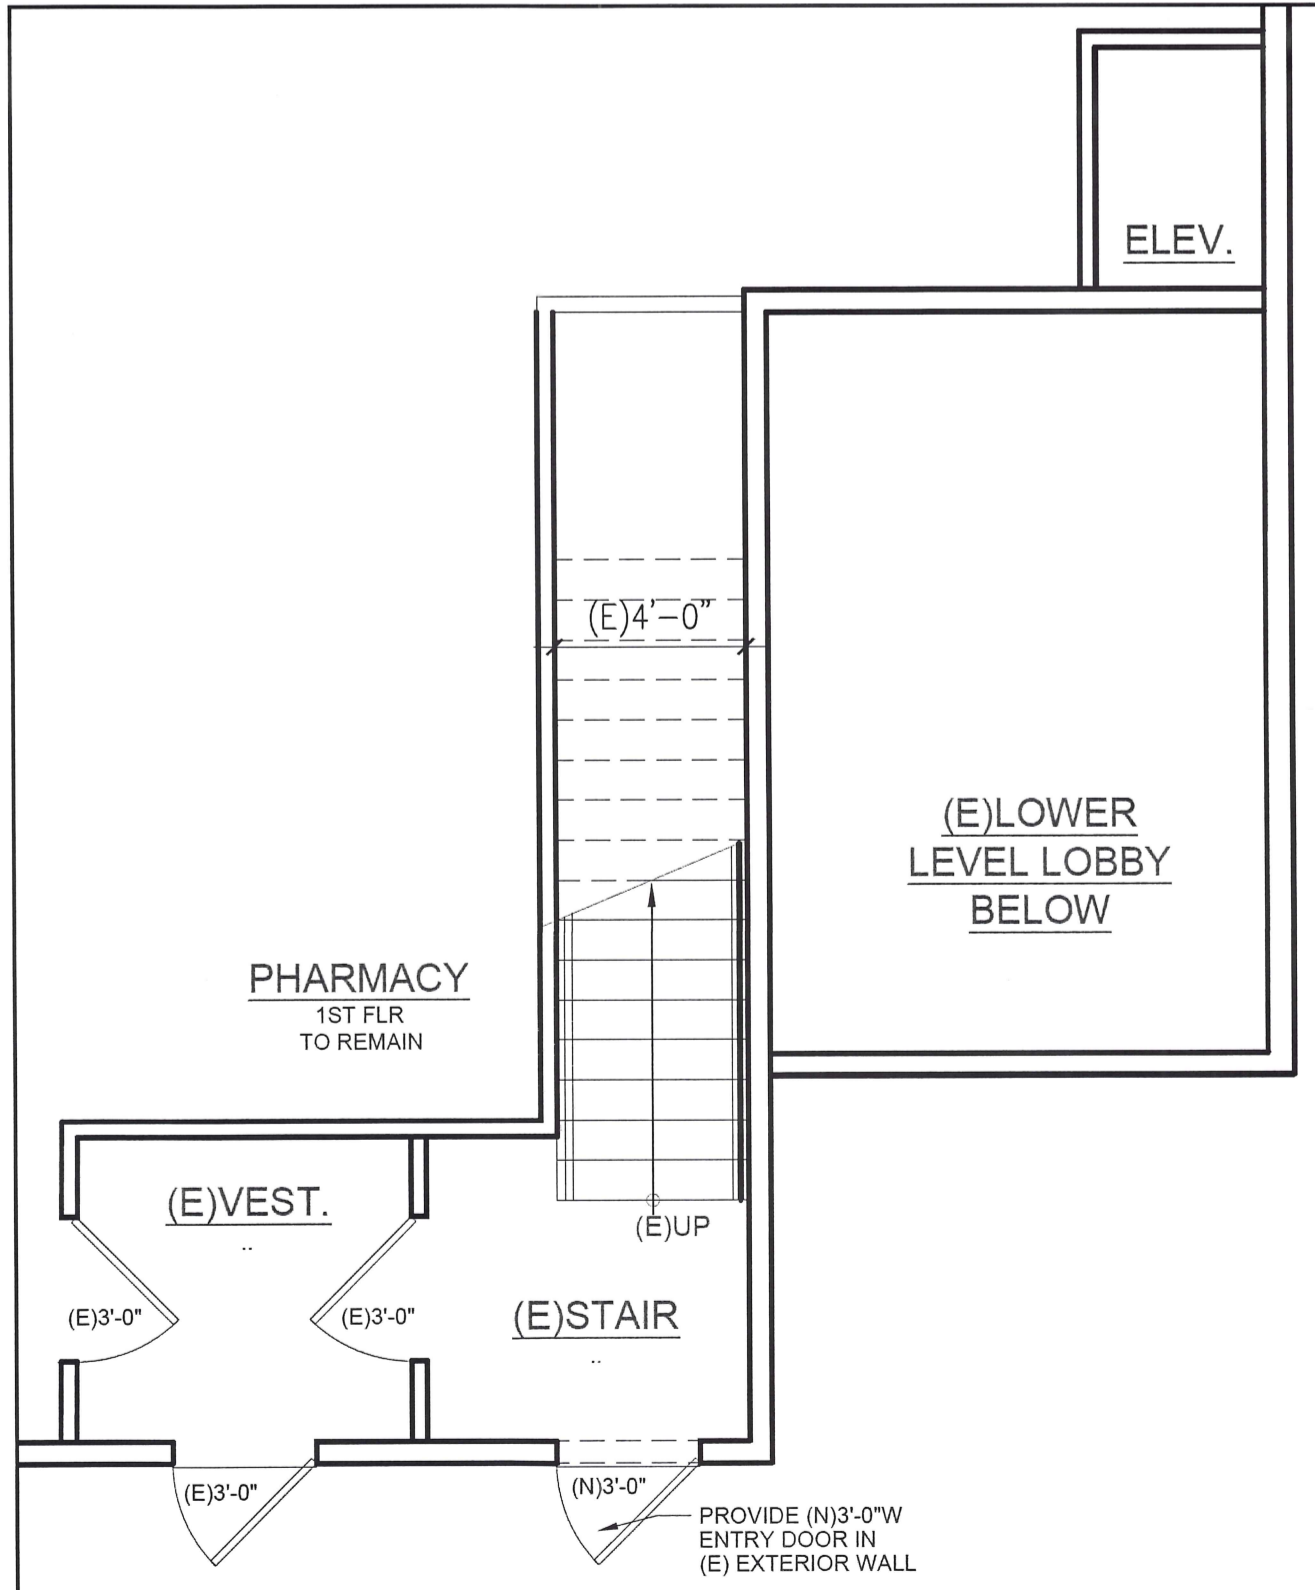 ELEV.
(E)4'-0"
(E)LOWER
LEVEL LOBBY
BELOW
PHARMACY
1ST FLR
TO REMAIN
(E)VEST.
(E)UP
(E)3'-0"
(E)3'-0"
(E)STAIR
(E)3'-0"
(N)3'-0"
PROVIDE (N)3'-0"W
ENTRY DOOR IN
(E) EXTERIOR WALL